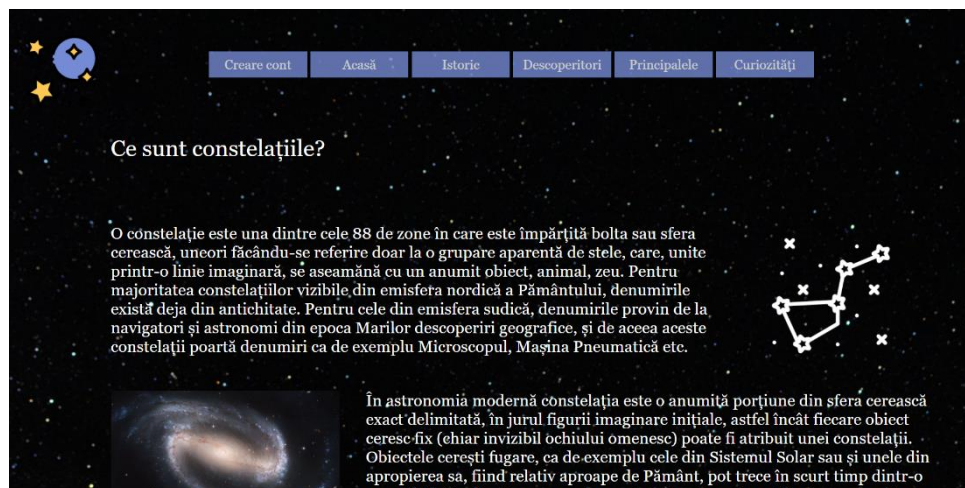 Creare cont Acasă Istoric Descoperitori Principalele Curiozități
Ce sunt constelațiile?
O constelație este una dintre cele 88 de zone în care este împărțită bolta sau sfera
cerească, uneori făcându-se referire doar la o grupare aparentă de stele, care, unite
printr-o linie imaginară, se aseamănă cu un anumit obiect, animal, zeu. Pentru
majoritatea constelațiilor vizibile din emisfera nordică a Pământului, denumirile
există deja din antichitate. Pentru cele din emisfera sudică, denumirile provin de la
navigatori și astronomi din epoca Marilor descoperiri geografice, și de aceea aceste
constelații poartă denumiri ca de exemplu Microscopul, Mașina Pneumatică etc.
În astronomia modernă constelația este o anumită porțiune din sfera cerească
exact delimitată, în jurul figurii imaginare inițiale, astfel încât fiecare obiect
ceresc fix (chiar invizibil ochiului omenesc) poate fi atribuit unei constelații.
Obiectele cerești fugare, ca de exemplu cele din Sistemul Solar sau și unele din
apropierea sa, fiind relativ aproape de Pământ, pot trece în scurt timp dintr-o